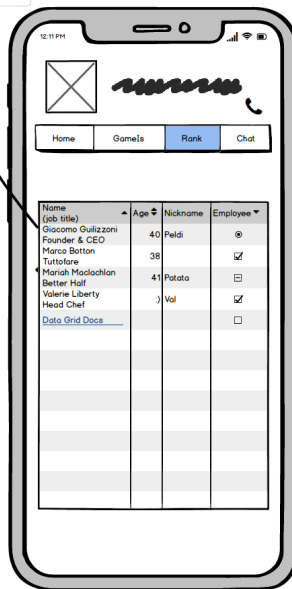 12:11 PM
Home GameIs Rank Chat
Name
(job title) Age Nickname Employee
Giacomo Guilizzoni
Founder & CEO 40 Peldi
Marco Botton
Tuttofare 38
Mariah Maclachlan
Better Half 41 Patata
Valerie Liberty
Head Chef :) Val
Data Grid Docs